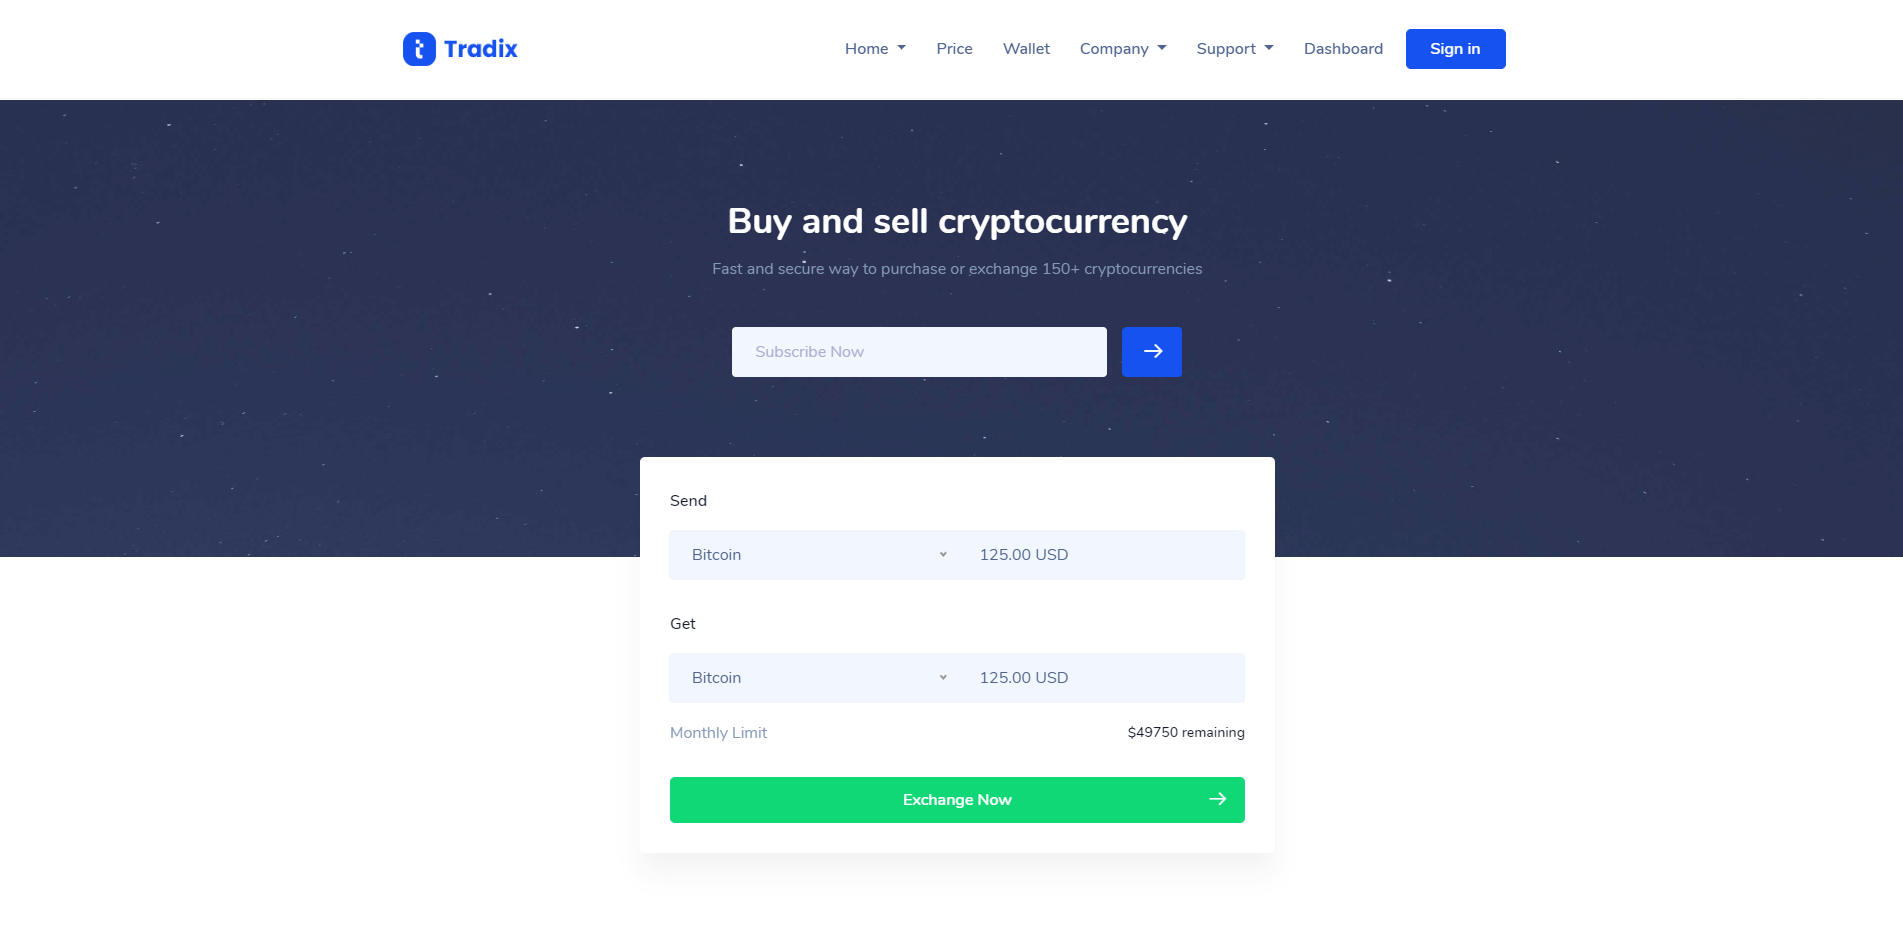 Tradix
Home Price Wallet Company Support Dashboard Sign in
Buy and sell cryptocurrency
Fast and secure way to purchase or exchange 150+ cryptocurrencies
Subscribe Now
Send
Bitcoin 125.00 USD
Get
Bitcoin 125.00 USD
Monthly Limit $49750 remaining
Exchange Now